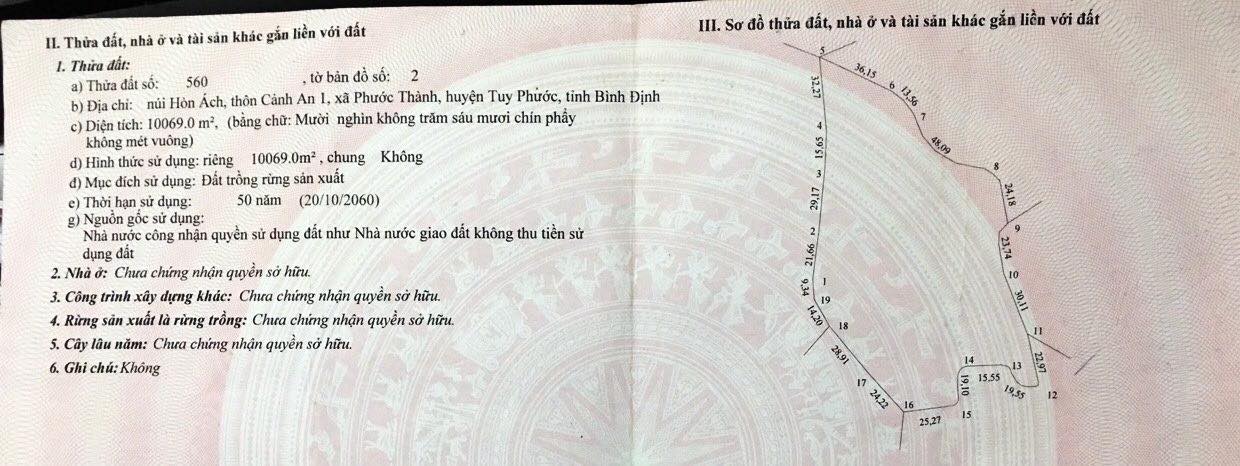 II. Thửa đất, nhà ở và tài sản khác gắn liền với đất
1. Thửa đất:
a) Thửa đất số: 560 , tờ bản đồ số: 2
b) Địa chỉ: núi Hòn Ách, thôn Cảnh An 1, xã Phước Thành, huyện Tuy Phước, tỉnh Bình Định
c) Diện tích: 10069.0 m², (bằng chữ: Mười nghìn không trăm sáu mươi chín phẩy
không mét vuông)
d) Hình thức sử dụng: riêng 10069.0m² , chung Không
đ) Mục đích sử dụng: Đất trồng rừng sản xuất
e) Thời hạn sử dụng: 50 năm (20/10/2060)
g) Nguồn gốc sử dụng:
Nhà nước công nhận quyền sử dụng đất như Nhà nước giao đất không thu tiền sử
dụng đất
2. Nhà ở: Chưa chứng nhận quyền sở hữu.
3. Công trình xây dựng khác: Chưa chứng nhận quyền sở hữu.
4. Rừng sản xuất là rừng trồng: Chưa chứng nhận quyền sở hữu.
5. Cây lâu năm: Chưa chứng nhận quyền sở hữu.
6. Ghi chú: Không
III. Sơ đồ thửa đất, nhà ở và tài sản khác gắn liền với đất
5
36,15
6
13,56
7
48,09
8
24,18
9
23,74
10
30,11
11
22,97
12
19,55
13
15,55
14
19,10
15
25,27
16
24,22
17
28,91
18
14,20
19
9,34
1
21,66
2
29,17
3
15,65
4
32,27